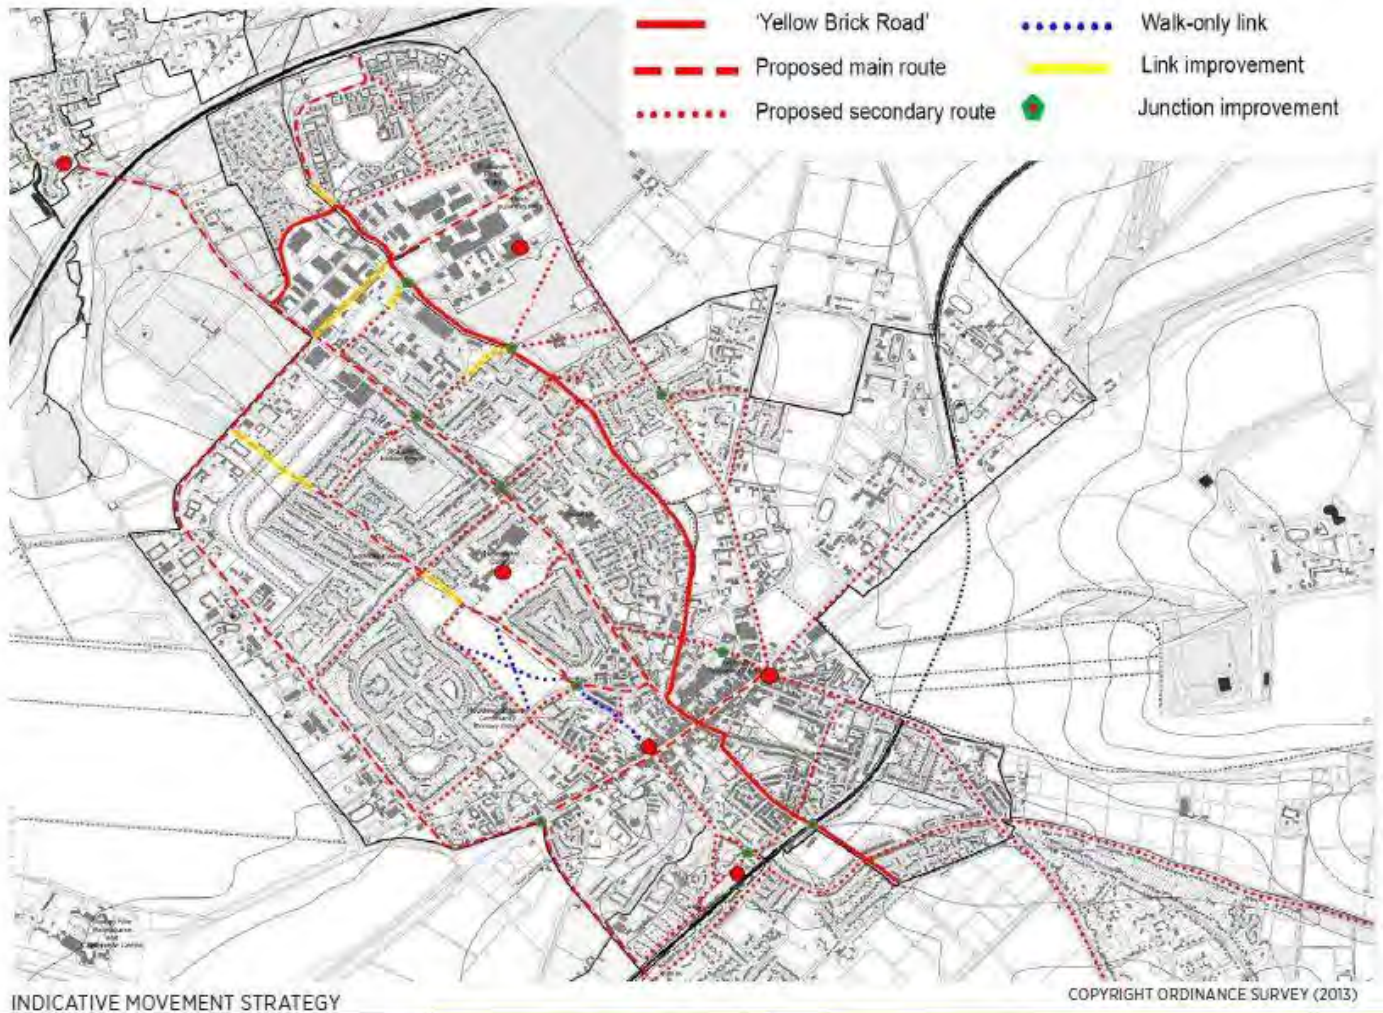 'Yellow Brick Road'
Walk-only link
Proposed main route
Link improvement
Proposed secondary route
Junction improvement
INDICATIVE MOVEMENT STRATEGY
COPYRIGHT ORDINANCE SURVEY (2013)